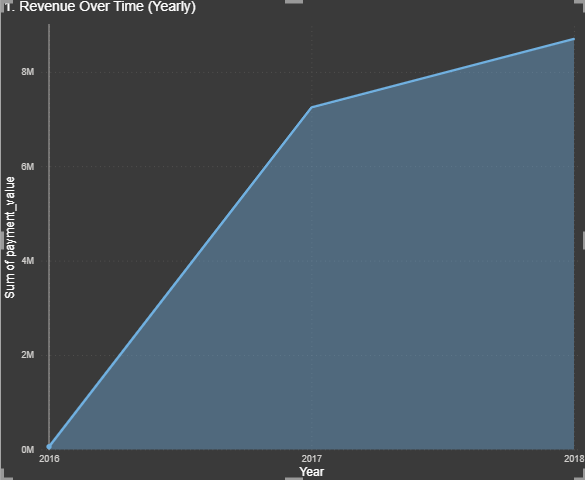 1. Revenue Over Time (Yearly)
8M
6M
4M
2M
0M
Sum of payment_value
2016 2017 2018
Year